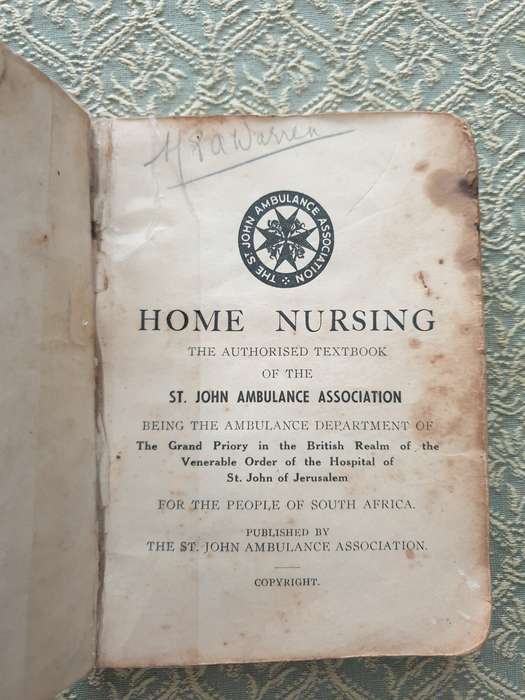 Warren
THE ST JOHN AMBULANCE ASSOCIATION
HOME NURSING
THE AUTHORISED TEXTBOOK
OF THE
ST. JOHN AMBULANCE ASSOCIATION
BEING THE AMBULANCE DEPARTMENT OF
The Grand Priory in the British Realm of the
Venerable Order of the Hospital of
St. John of Jerusalem
FOR THE PEOPLE OF SOUTH AFRICA.
PUBLISHED BY
THE ST. JOHN AMBULANCE ASSOCIATION.
COPYRIGHT.